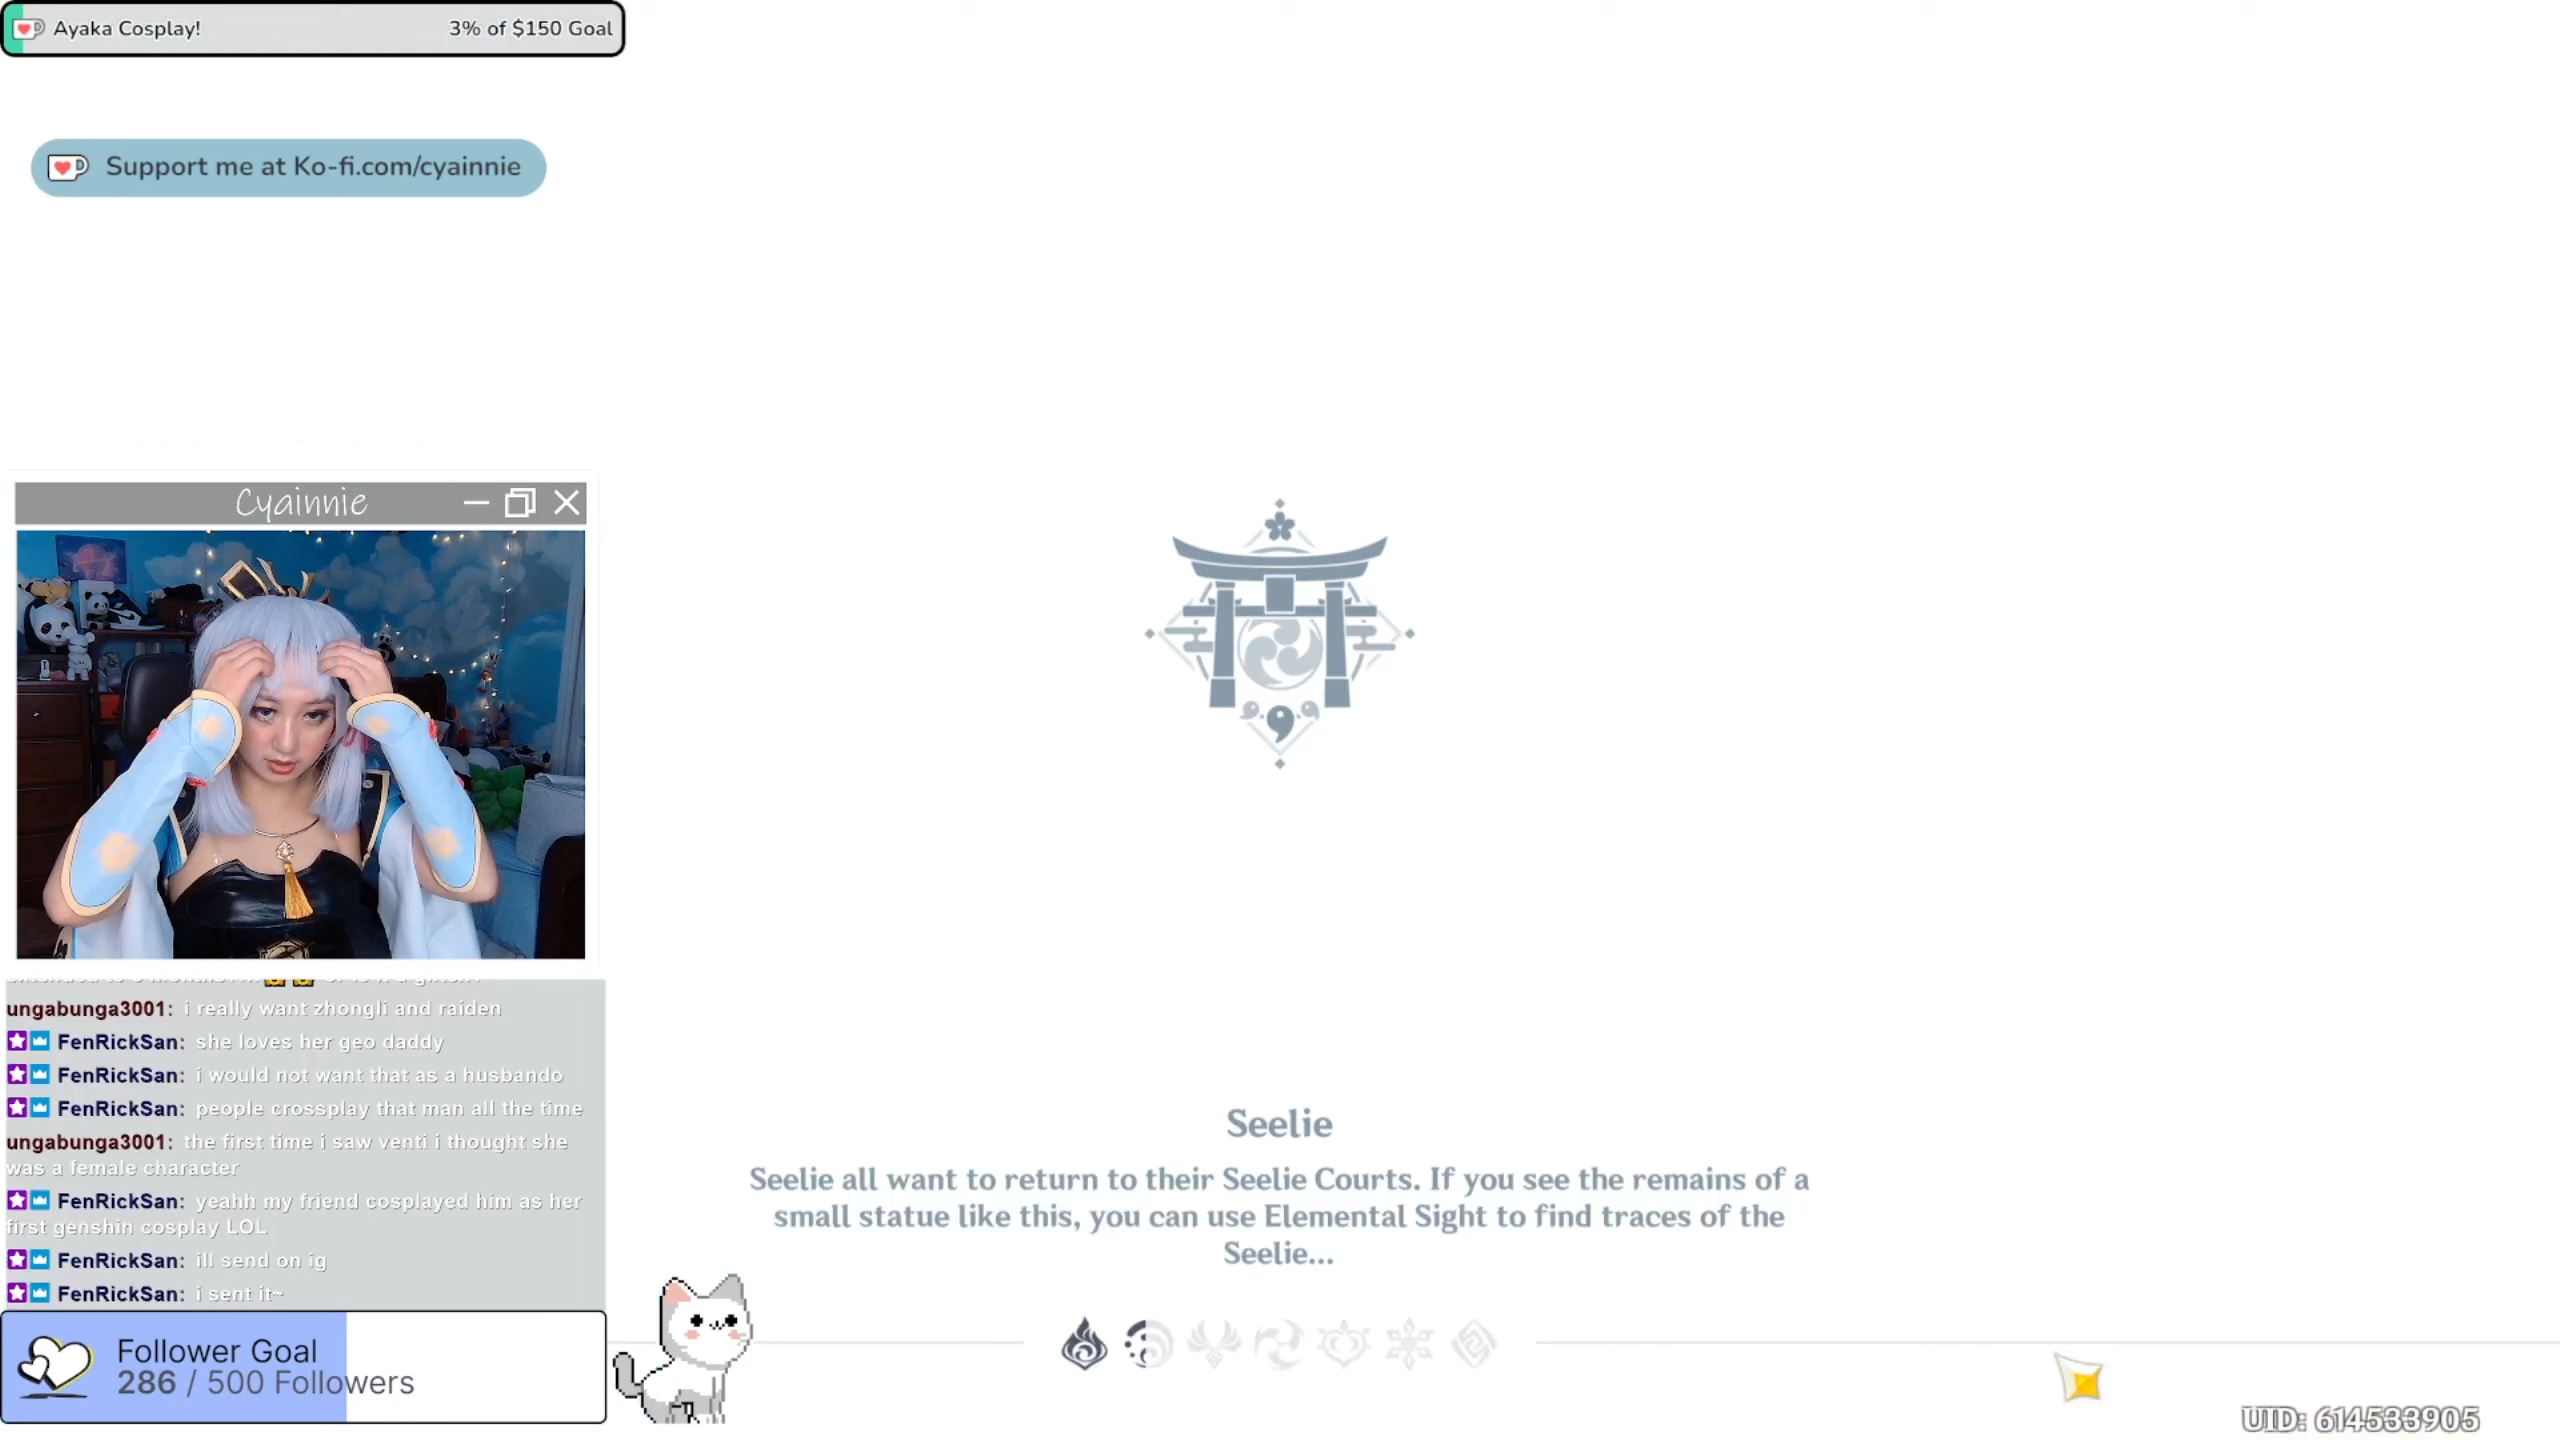 Ayaka Cosplay! 3% of $150 Goal
Support me at Ko-fi.com/cyainnie
Cyainnie
ungabunga3001: i really want zhongli and raiden
FenRickSan: she loves her geo daddy
FenRickSan: i would not want that as a husbando
FenRickSan: people crossplay that man all the time
ungabunga3001: the first time i saw venti i thought she
was a female character
FenRickSan: yeahh my friend cosplayed him as her
first genshin cosplay LOL
FenRickSan: ill send on ig
FenRickSan: i sent it~
Follower Goal
286 / 500 Followers
Seelie
Seelie all want to return to their Seelie Courts. If you see the remains of a
small statue like this, you can use Elemental Sight to find traces of the
Seelie...
UID: 614533905